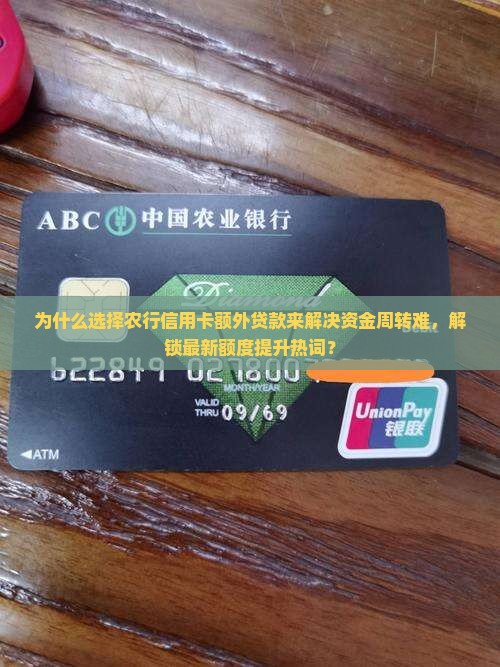 ABC 中国农业银行
Diamond
为什么选择农行信用卡额外贷款来解决资金周转难，解
锁最新额度提升热词？
622849 027800
MONTH/YEAR
VALID
THRU 09/69
UnionPay
银联
◀ATM